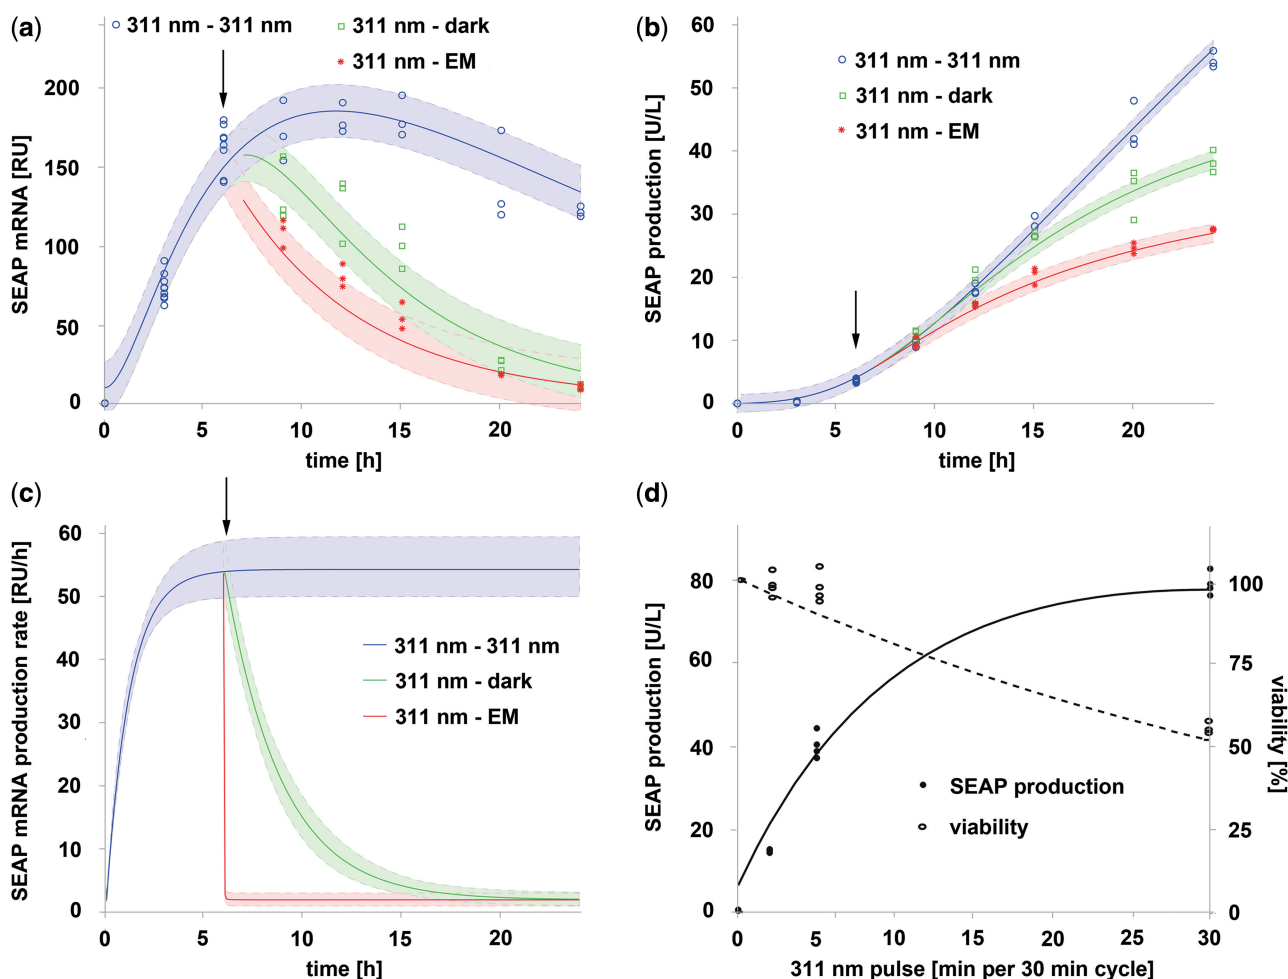 (a)
311 nm - 311 nm
311 nm - dark
311 nm - EM
SEAP mRNA [RU]
200
150
100
50
0
0 5 10 15 20
time [h]
(b)
311 nm - 311 nm
311 nm - dark
311 nm - EM
SEAP production [U/L]
60
50
40
30
20
10
0
0 5 10 15 20
time [h]
(c)
311 nm - 311 nm
311 nm - dark
311 nm - EM
SEAP mRNA production rate [RU/h]
60
50
40
30
20
10
0
0 5 10 15 20
time [h]
(d)
SEAP production
viability
SEAP production [U/L]
80
60
40
20
0
100
75
50
25
0
viability [%]
0 5 10 15 20 25 30
311 nm pulse [min per 30 min cycle]